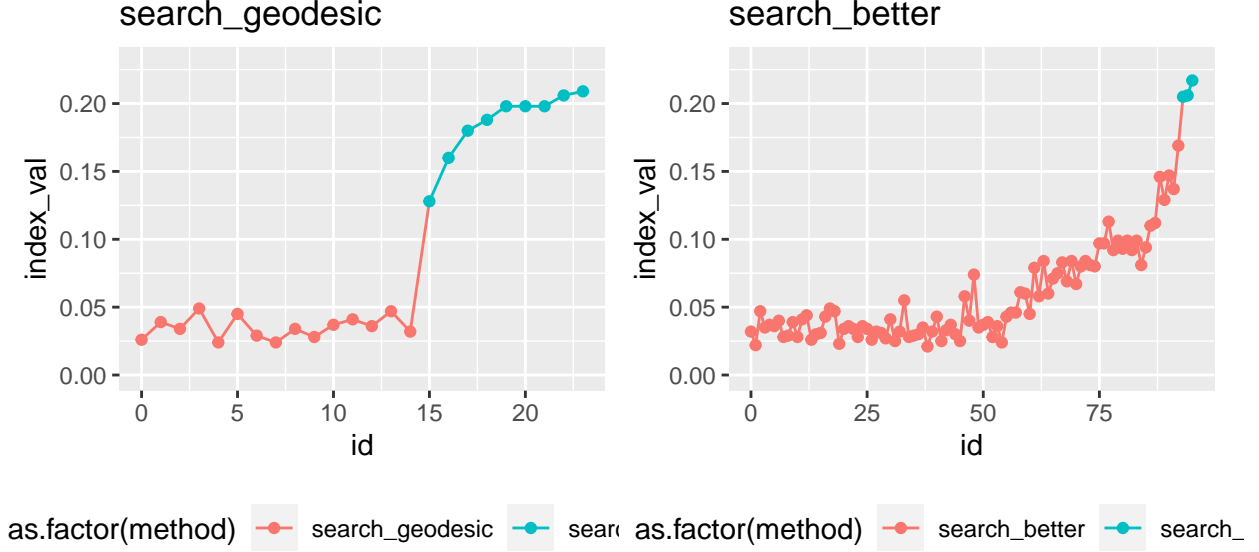 search_geodesic
index_val
0.20
0.15
0.10
0.05
0.00
0 5 10 15 20
id
search_better
index_val
0.20
0.15
0.10
0.05
0.00
0 25 50 75
id
as.factor(method) search_geodesic
as.factor(method) search_better search_